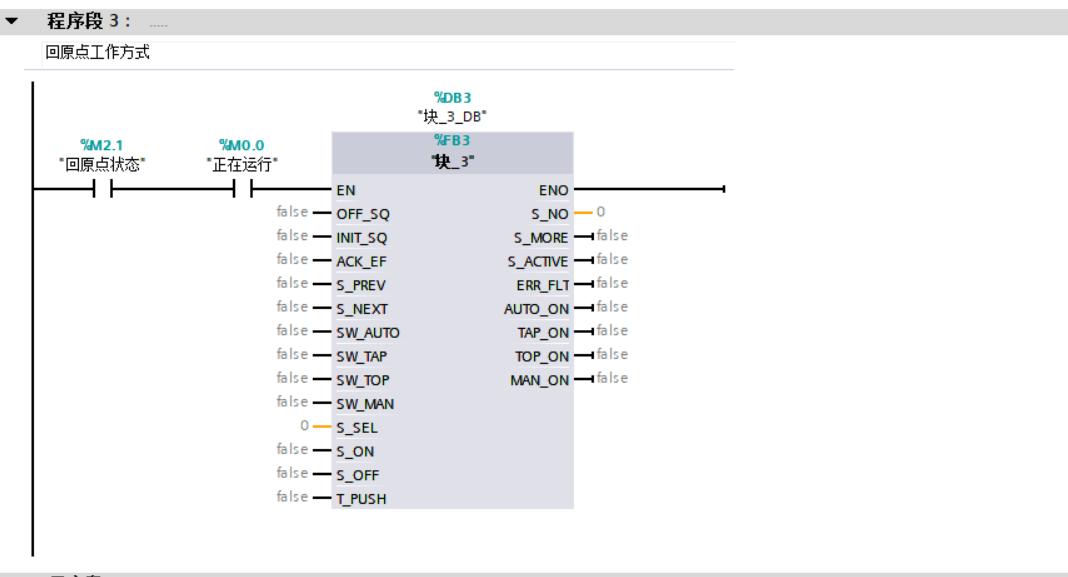 程序段 3： .....
回原点工作方式
%DB3
"块_3_DB"
%M2.1
"回原点状态"
%M0.0
"正在运行"
%FB3
"块_3"
EN ENO
false OFF_SQ S_NO 0
false INIT_SQ S_MORE false
false ACK_EF S_ACTIVE false
false S_PREV ERR_FLT false
false S_NEXT AUTO_ON false
false SW_AUTO TAP_ON false
false SW_TAP TOP_ON false
false SW_TOP MAN_ON false
false SW_MAN
0 S_SEL
false S_ON
false S_OFF
false T_PUSH